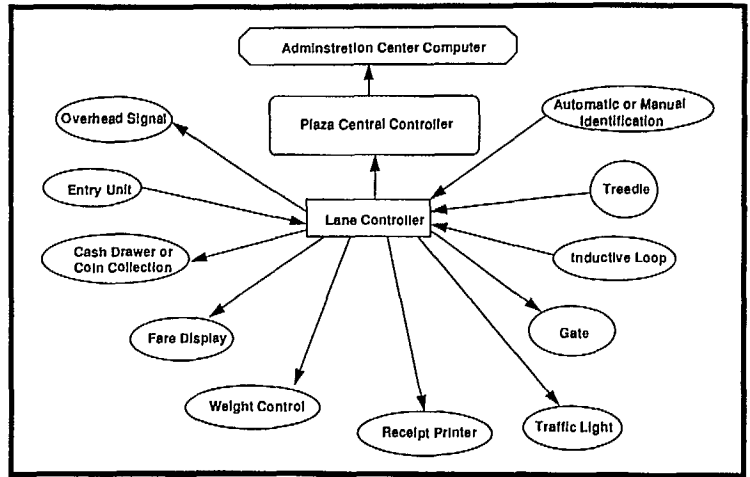 Adminstretion Center Computer
Plaza Central Controller
Overhead Signal
Automatic or Manual
Identification
Entry Unit
Treedle
Lane Controller
Cash Drawer or
Coin Collection
Inductive Loop
Fare Display
Gate
Weight Control
Receipt Printer
Traffic Light